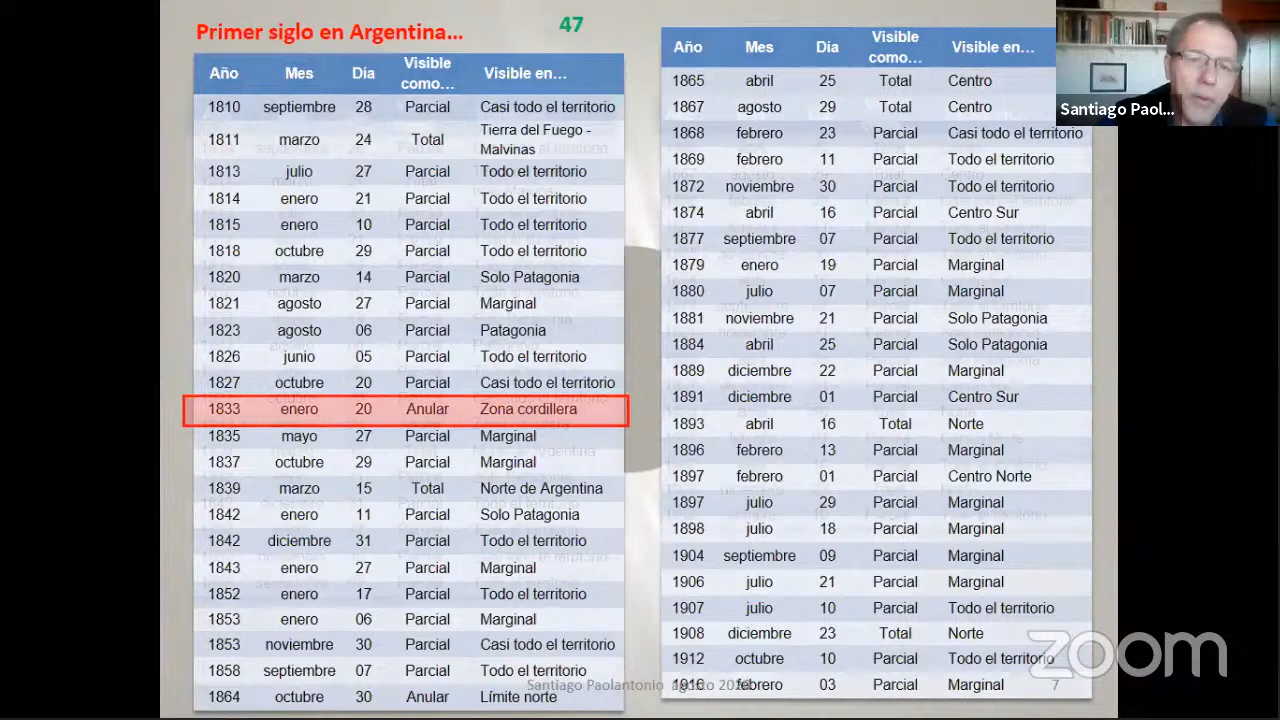 Primer siglo en Argentina...
47
Año Mes Día Visible como... Visible en...
1810 septiembre 28 Parcial Casi todo el territorio
1811 marzo 24 Total Tierra del Fuego - Malvinas
1813 julio 27 Parcial Todo el territorio
1814 enero 21 Parcial Todo el territorio
1815 enero 10 Parcial Todo el territorio
1818 octubre 29 Parcial Todo el territorio
1820 marzo 14 Parcial Solo Patagonia
1821 agosto 27 Parcial Marginal
1823 agosto 06 Parcial Patagonia
1826 junio 05 Parcial Todo el territorio
1827 octubre 20 Parcial Casi todo el territorio
1833 enero 20 Anular Zona cordillera
1835 mayo 27 Parcial Marginal
1837 octubre 29 Parcial Marginal
1839 marzo 15 Total Norte de Argentina
1842 enero 11 Parcial Solo Patagonia
1842 diciembre 31 Parcial Todo el territorio
1843 enero 27 Parcial Marginal
1852 enero 17 Parcial Todo el territorio
1853 enero 06 Parcial Marginal
1853 noviembre 30 Parcial Casi todo el territorio
1858 septiembre 07 Parcial Todo el territorio
1864 octubre 30 Anular Límite norte
Año Mes Día Visible como... Visible en...
1865 abril 25 Total Centro
1867 agosto 29 Total Centro
1868 febrero 23 Parcial Casi todo el territorio
1869 febrero 11 Parcial Todo el territorio
1872 noviembre 30 Parcial Todo el territorio
1874 abril 16 Parcial Centro Sur
1877 septiembre 07 Parcial Todo el territorio
1879 enero 19 Parcial Marginal
1880 julio 07 Parcial Marginal
1881 noviembre 21 Parcial Solo Patagonia
1884 abril 25 Parcial Solo Patagonia
1889 diciembre 22 Parcial Marginal
1891 diciembre 01 Parcial Centro Sur
1893 abril 16 Total Norte
1896 febrero 13 Parcial Marginal
1897 febrero 01 Parcial Centro Norte
1897 julio 29 Parcial Marginal
1898 julio 18 Parcial Marginal
1904 septiembre 09 Parcial Marginal
1906 julio 21 Parcial Marginal
1907 julio 10 Parcial Todo el territorio
1908 diciembre 23 Total Norte
1912 octubre 10 Parcial Todo el territorio
febrero 03 Parcial Marginal
Santiago Paolantonio agosto
7
Santiago Paol...
zoom